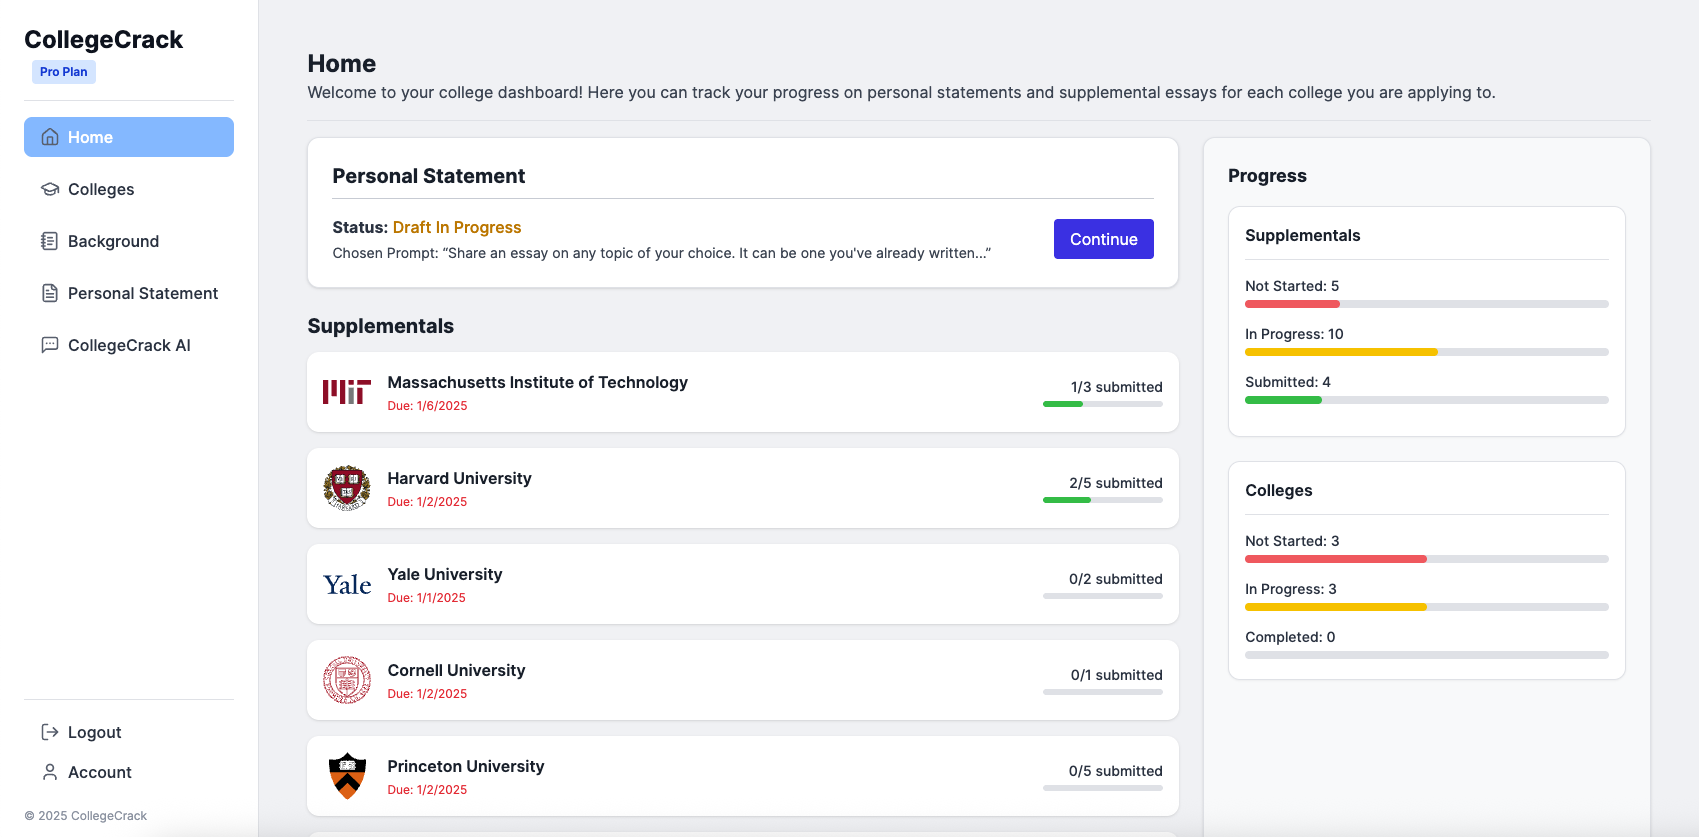 CollegeCrack
Pro Plan
Home
Colleges
Background
Personal Statement
CollegeCrack AI
Logout
Account
© 2025 CollegeCrack
Home
Welcome to your college dashboard! Here you can track your progress on personal statements and supplemental essays for each college you are applying to.
Personal Statement
Status: Draft In Progress
Chosen Prompt: “Share an essay on any topic of your choice. It can be one you've already written...”
Continue
Supplementals
MIT
Massachusetts Institute of Technology
Due: 1/6/2025
1/3 submitted
Harvard University
Due: 1/2/2025
2/5 submitted
Yale
Yale University
Due: 1/1/2025
0/2 submitted
Cornell University
Due: 1/2/2025
0/1 submitted
Princeton University
Due: 1/2/2025
0/5 submitted
Progress
Supplementals
Not Started: 5
In Progress: 10
Submitted: 4
Colleges
Not Started: 3
In Progress: 3
Completed: 0